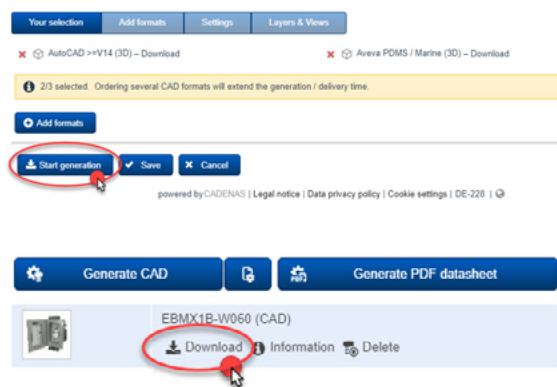 Your selection Add formats Settings Layers & Views
AutoCAD >=V14 (3D) – Download Aveva PDMS / Marine (3D) – Download
2/3 selected. Ordering several CAD formats will extend the generation / delivery time.
Add formats
Start generation Save Cancel
powered by CADENAS | Legal notice | Data privacy policy | Cookie settings | DE-228 |
Generate CAD Generate PDF datasheet
EBMX1B-W060 (CAD)
Download Information Delete